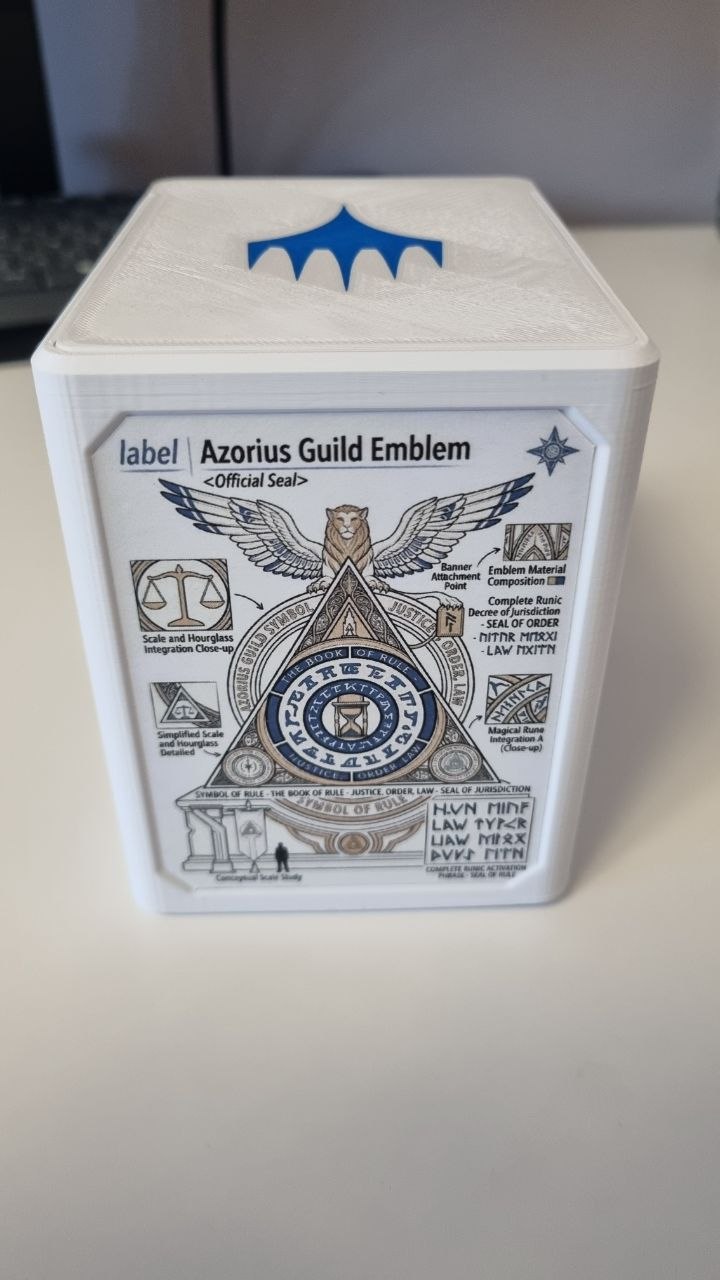 label | Azorius Guild Emblem
<Official Seal>
Banner
Attachment
Point
Emblem Material
Composition
Scale and Hourglass
Integration Close-up
Complete Runic
Decree of Jurisdiction
- SEAL OF ORDER
- LAW
AZORIUS GUILD SYMBOL
JUSTICE, ORDER, LAW
THE BOOK OF RULE
JUSTICE ORDER LAW
Simplified Scale
and Hourglass
Detailed
Magical Rune
Integration A
(Close-up)
SYMBOL OF RULE - THE BOOK OF RULE - JUSTICE, ORDER, LAW - SEAL OF JURISDICTION
SYMBOL OF RULE
LAW
Conceptual Scale Study
COMPLETE RUNIC ACTIVATION
PHRASE - SEAL OF RULE